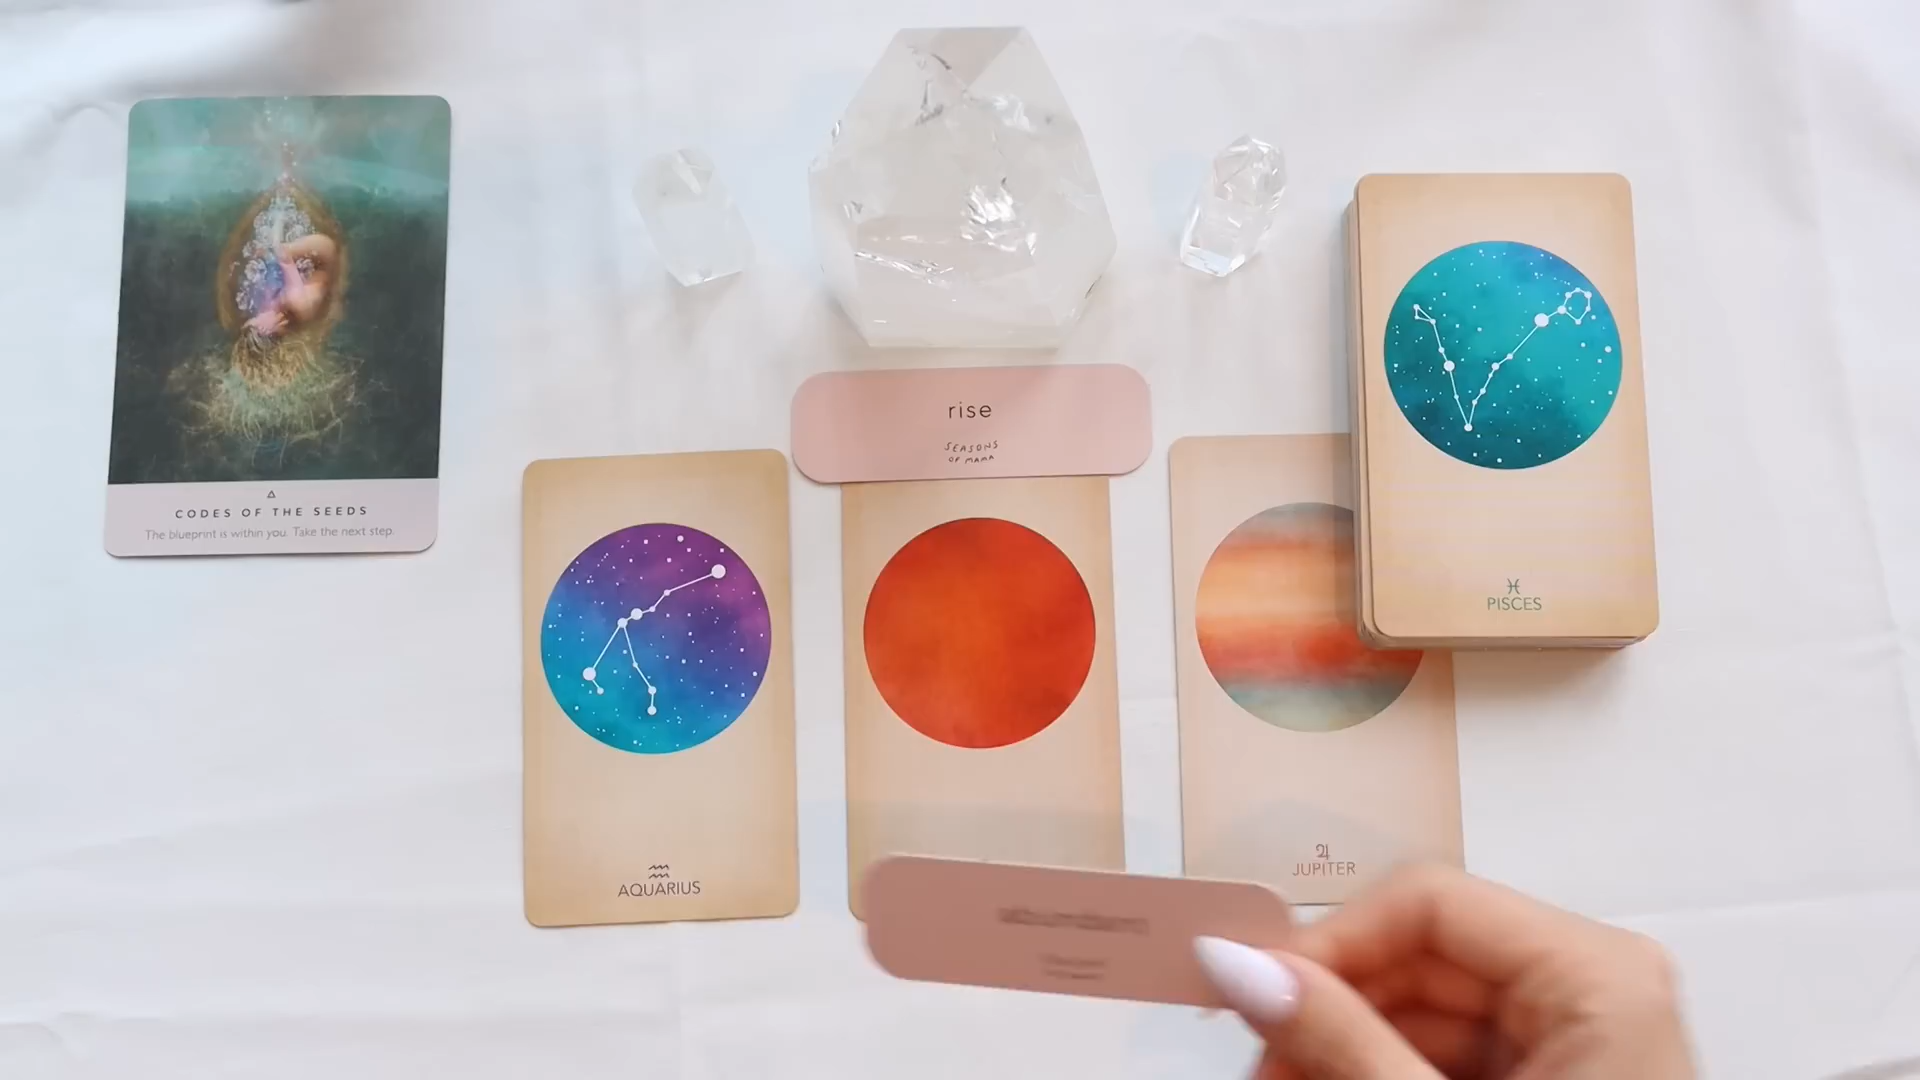 CODES OF THE SEEDS
The blueprint is within you. Take the next step.
rise
SEASONS
OF MAMA
♓
PISCES
♒
AQUARIUS
♃
JUPITER